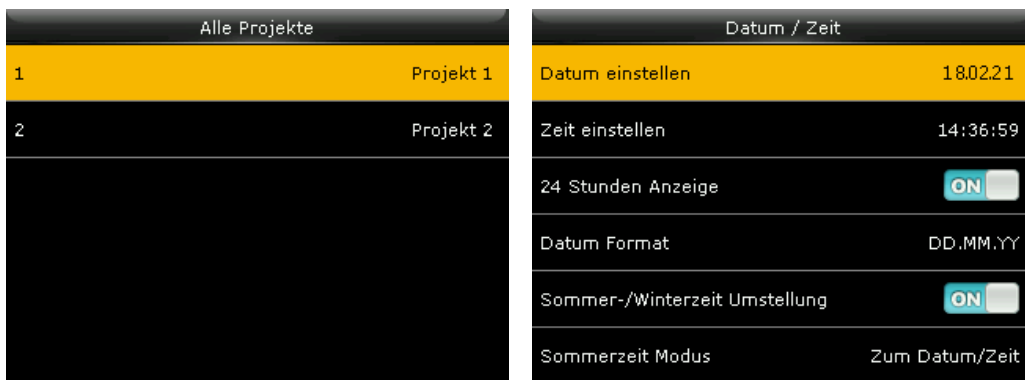 Alle Projekte
1 Projekt 1
2 Projekt 2
Datum / Zeit
Datum einstellen 18.02.21
Zeit einstellen 14:36:59
24 Stunden Anzeige ON
Datum Format DD.MM.YY
Sommer-/Winterzeit Umstellung ON
Sommerzeit Modus Zum Datum/Zeit